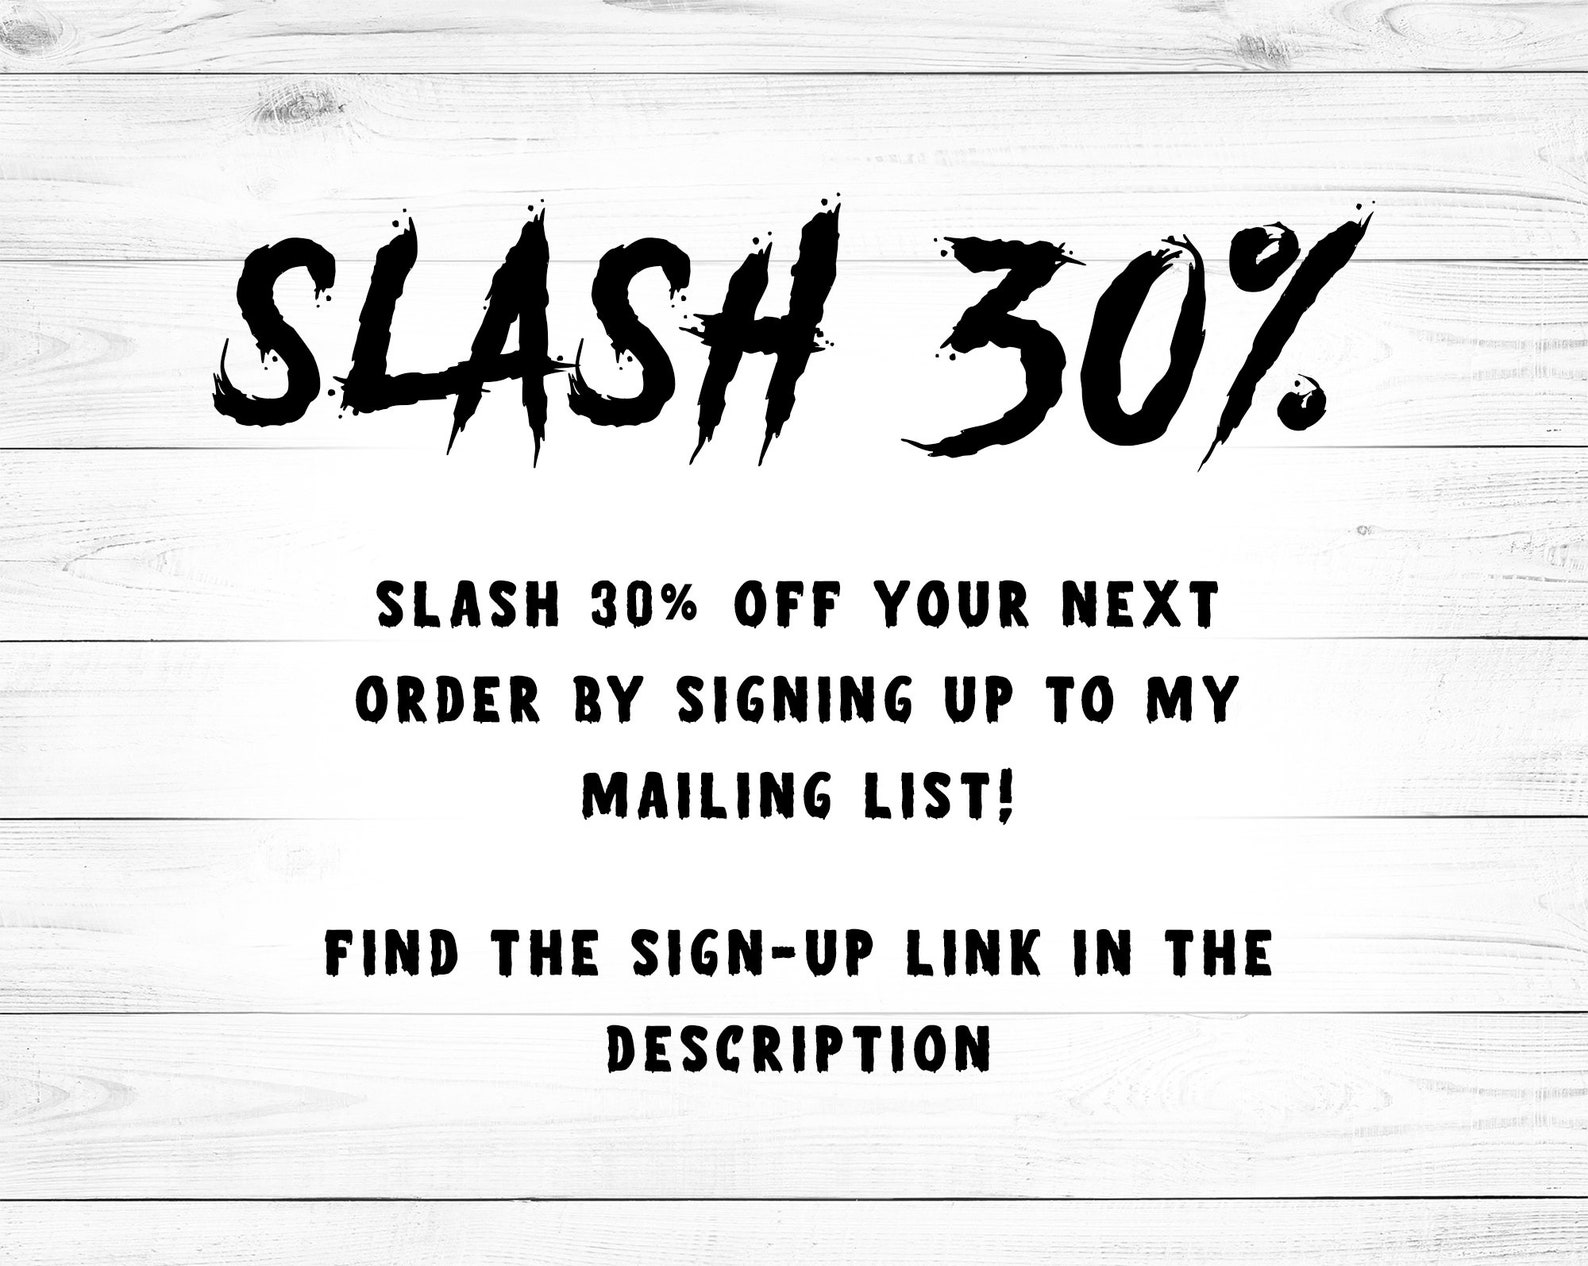 SLASH 30%
SLASH 30% OFF YOUR NEXT
ORDER BY SIGNING UP TO MY
MAILING LIST!
FIND THE SIGN-UP LINK IN THE
DESCRIPTION